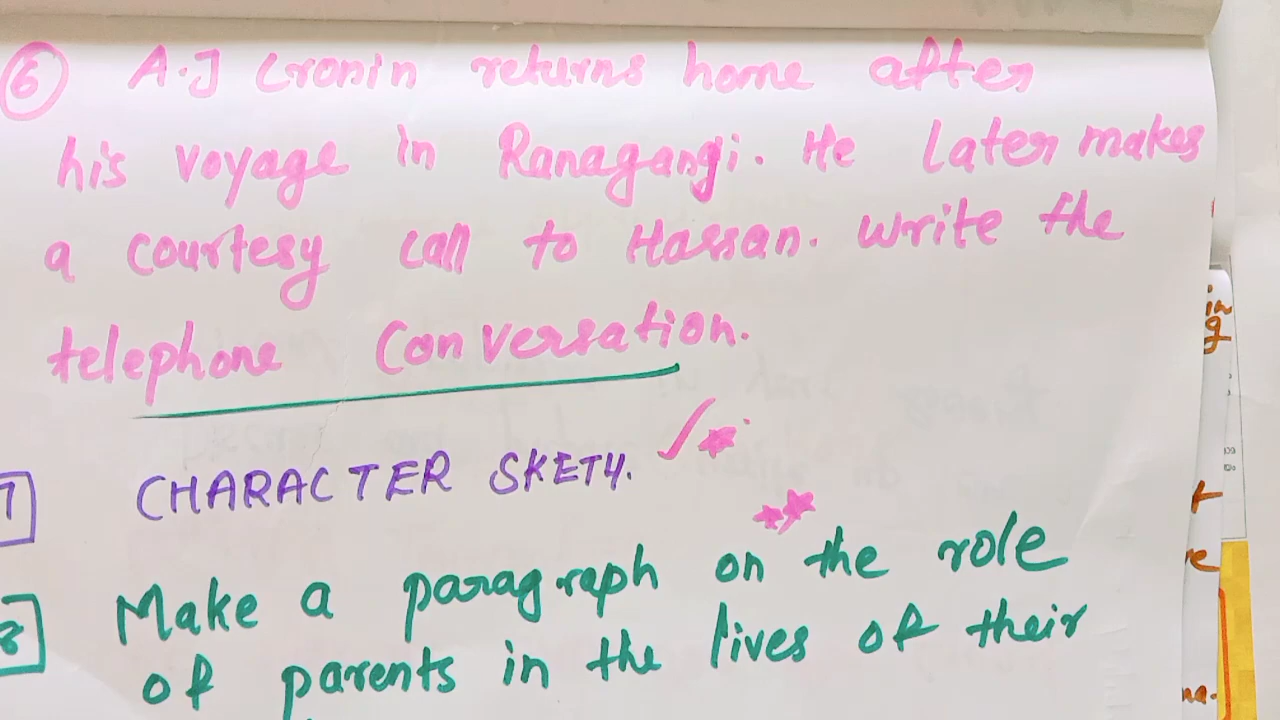 6 A.J Cronin returns home after
his voyage in Ranagangi. He Later makes
a courtesy call to Hassan. Write the
telephone Conversation.
7 CHARACTER SKETH.
8 Make a paragraph on the role
of parents in the lives of their